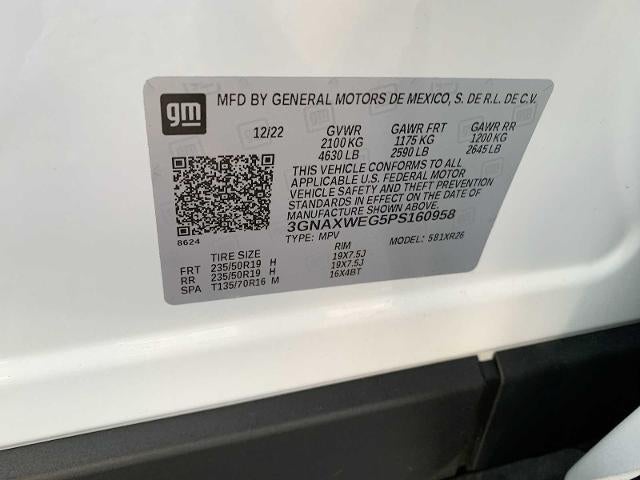 gm MFD BY GENERAL MOTORS DE MEXICO, S. DE R.L. DE C.V.
12/22 GVWR GAWR FRT GAWR RR
2100 KG 1175 KG 1200 KG
4630 LB 2590 LB 2645 LB
THIS VEHICLE CONFORMS TO ALL
APPLICABLE U.S. FEDERAL MOTOR
VEHICLE SAFETY AND THEFT PREVENTION
STANDARDS IN EFFECT ON THE DATE OF
MANUFACTURE SHOWN ABOVE.
3GNAXWEG5PS160958
8624 TYPE: MPV MODEL: 581XR26
TIRE SIZE RIM
FRT 235/50R19 H 19X7.5J
RR 235/50R19 H 19X7.5J
SPA T135/70R16 M 16X4BT